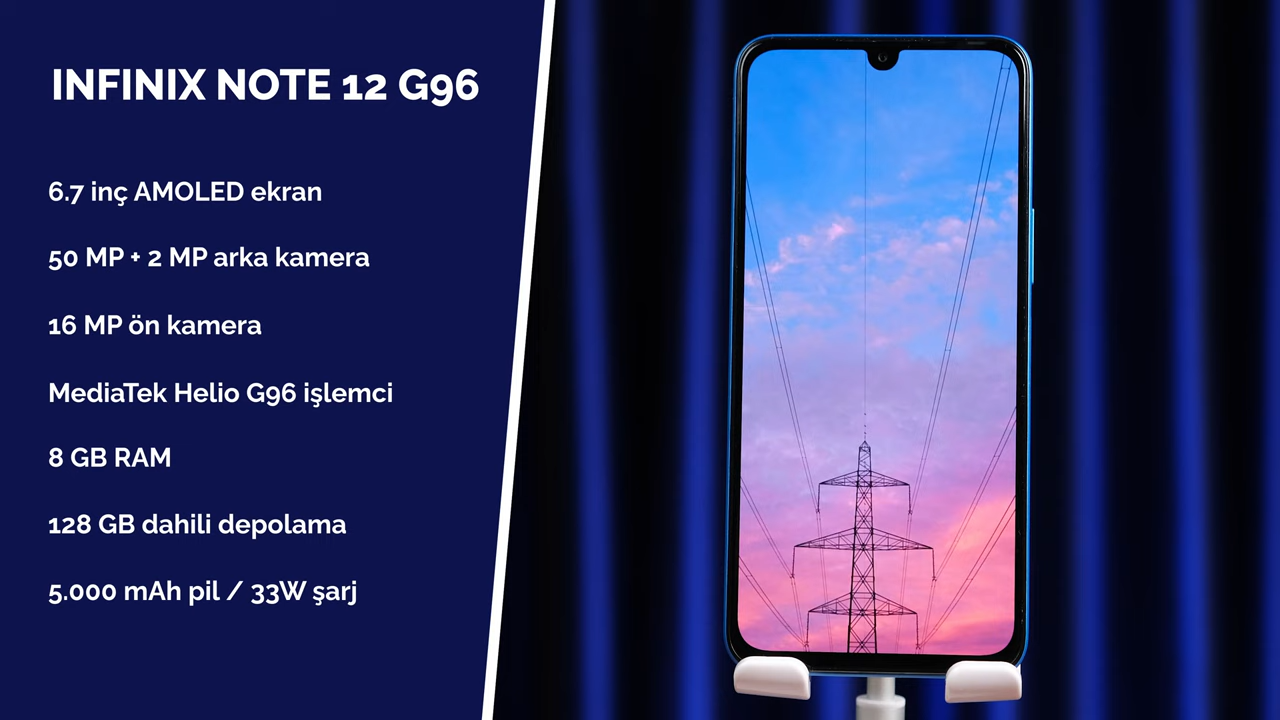 INFINIX NOTE 12 G96
6.7 inç AMOLED ekran
50 MP + 2 MP arka kamera
16 MP ön kamera
MediaTek Helio G96 işlemci
8 GB RAM
128 GB dahili depolama
5.000 mAh pil / 33W şarj